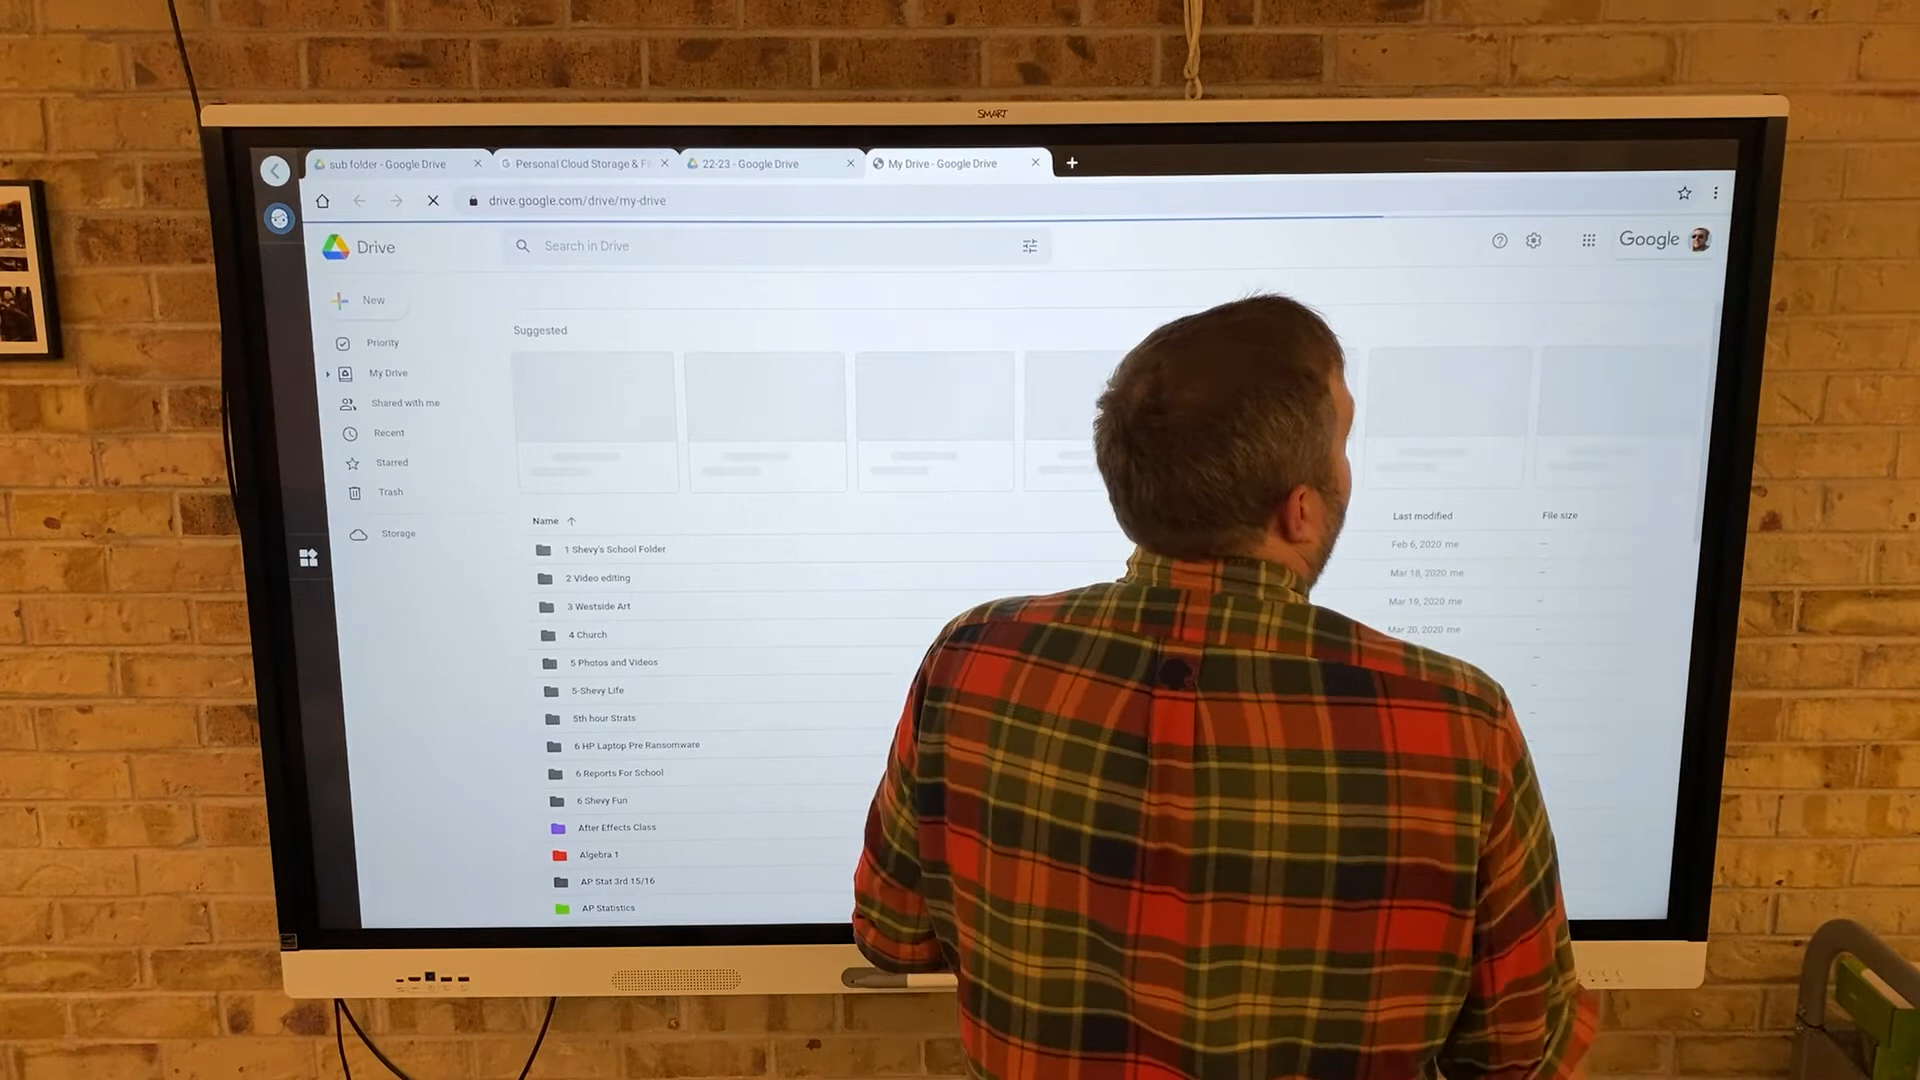 SMART
sub folder - Google Drive
Personal Cloud Storage & Fi
22-23 - Google Drive
My Drive - Google Drive
drive.google.com/drive/my-drive
Drive
Search in Drive
Google
New
Priority
My Drive
Shared with me
Recent
Starred
Trash
Storage
Suggested
Name Last modified File size
1 Shevy's School Folder Feb 6, 2020 me
2 Video editing Mar 18, 2020 me
3 Westside Art Mar 19, 2020 me
4 Church Mar 20, 2020 me
5 Photos and Videos
5-Shevy Life
5th hour Strats
6 HP Laptop Pre Ransomware
6 Reports For School
6 Shevy Fun
After Effects Class
Algebra 1
AP Stat 3rd 15/16
AP Statistics